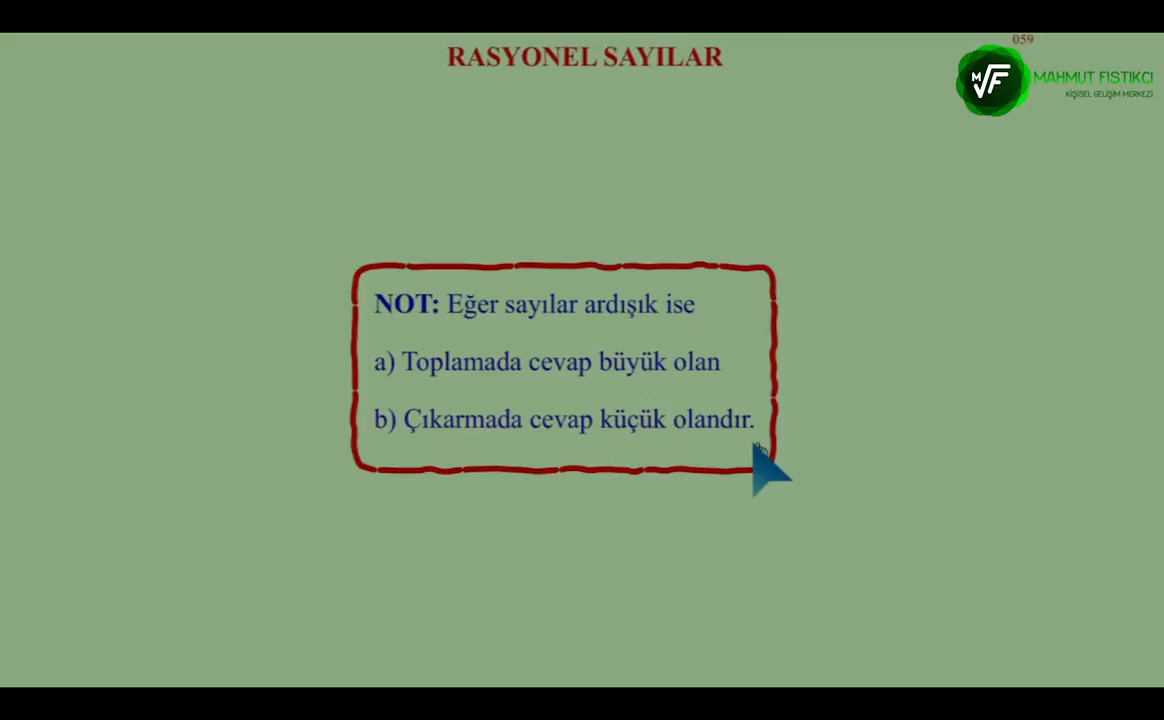 059
RASYONEL SAYILAR
MAHMUT FISTIKCI
KİŞİSEL GELİŞİM MERKEZİ
NOT: Eğer sayılar ardışık ise
a) Toplamada cevap büyük olan
b) Çıkarmada cevap küçük olandır.